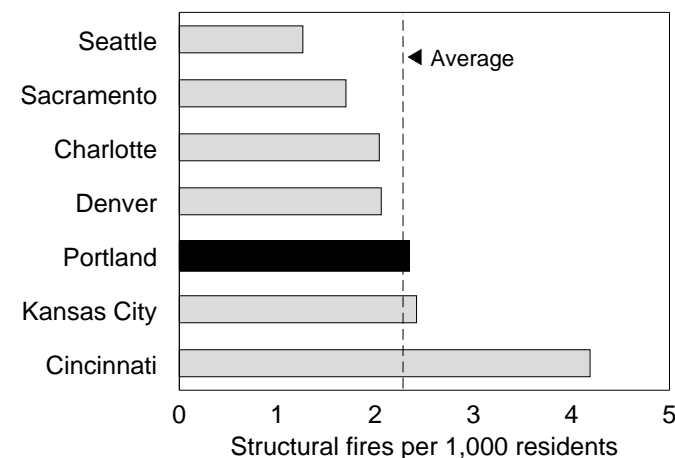 Seattle
Average
Sacramento
Charlotte
Denver
Portland
Kansas City
Cincinnati
0 1 2 3 4 5
Structural fires per 1,000 residents